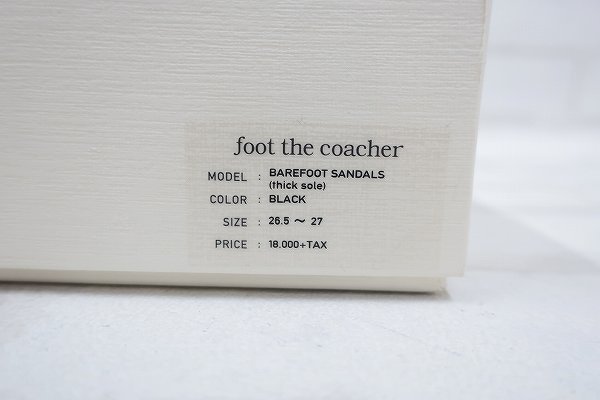 foot the coacher
MODEL : BAREFOOT SANDALS
(thick sole)
COLOR : BLACK
SIZE : 26.5 ～ 27
PRICE : 18.000+TAX